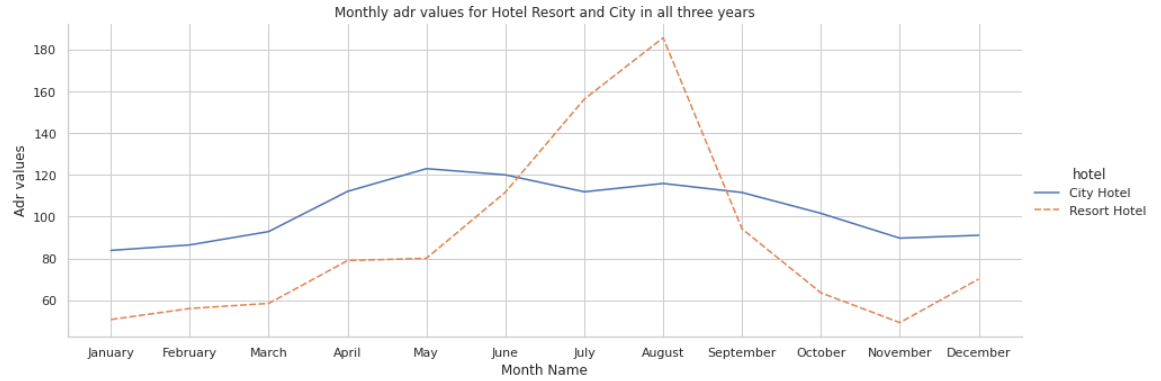 Monthly adr values for Hotel Resort and City in all three years
180
160
140
120
100
80
60
Adr values
January February March April May June July August September October November December
Month Name
hotel
City Hotel
Resort Hotel